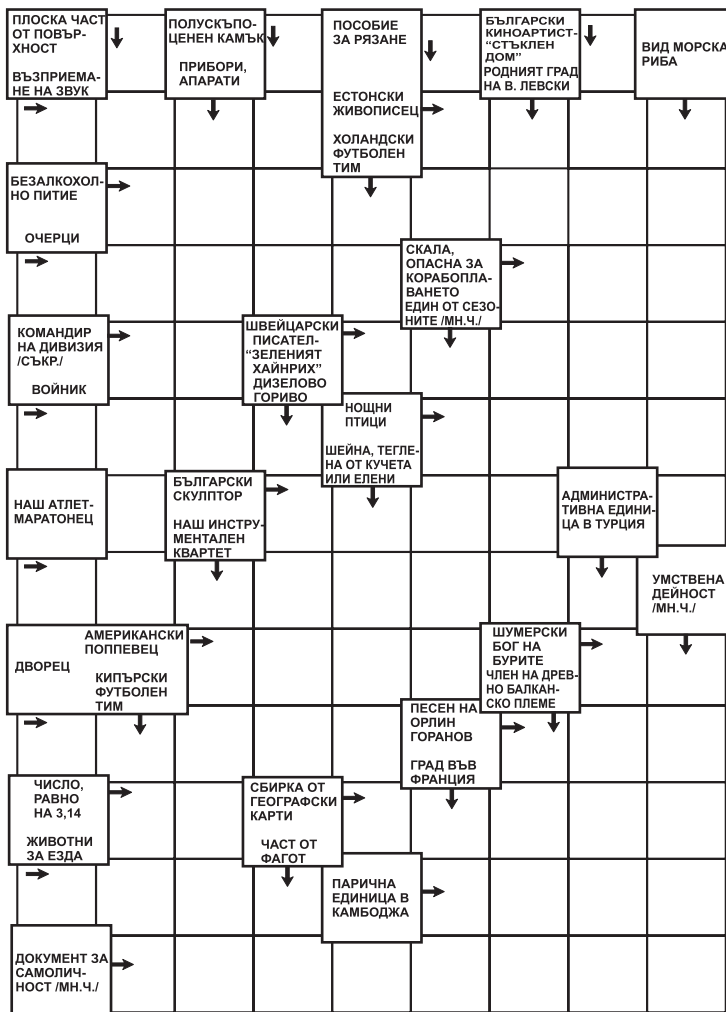 ПЛОСКА ЧАСТ
ОТ ПОВЪР-
ХНОСТ
ВЪЗПРИЕМА-
НЕ НА ЗВУК
ПОЛУСКЪПО-
ЦЕНЕН КАМЪК
ПРИБОРИ,
АПАРАТИ
ПОСОБИЕ
ЗА РЯЗАНЕ
ЕСТОНСКИ
ЖИВОПИСЕЦ
ХОЛАНДСКИ
ФУТБОЛЕН
ТИМ
БЪЛГАРСКИ
КИНОАРТИСТ-
“СТЪКЛЕН
ДОМ”
РОДНИЯТ ГРАД
НА В. ЛЕВСКИ
ВИД МОРСКА
РИБА
БЕЗАЛКОХОЛ-
НО ПИТИЕ
ОЧЕРЦИ
СКАЛА,
ОПАСНА ЗА
КОРАБОПЛА-
ВАНЕТО
ЕДИН ОТ СЕЗО-
НИТЕ /МН.Ч./
КОМАНДИР
НА ДИВИЗИЯ
/СЪКР./
ВОЙНИК
ШВЕЙЦАРСКИ
ПИСАТЕЛ-
“ЗЕЛЕНИЯТ
ХАЙНРИХ”
ДИЗЕЛОВО
ГОРИВО
НОЩНИ
ПТИЦИ
ШЕЙНА, ТЕГЛЕ-
НА ОТ КУЧЕТА
ИЛИ ЕЛЕНИ
НАШ АТЛЕТ-
МАРАТОНЕЦ
БЪЛГАРСКИ
СКУЛПТОР
НАШ ИНСТРУ-
МЕНТАЛЕН
КВАРТЕТ
АДМИНИСТРА-
ТИВНА ЕДИНИ-
ЦА В ТУРЦИЯ
УМСТВЕНА
ДЕЙНОСТ
/МН.Ч./
АМЕРИКАНСКИ
ПОППЕВЕЦ
ДВОРЕЦ
КИПЪРСКИ
ФУТБОЛЕН
ТИМ
ШУМЕРСКИ
БОГ НА
БУРИТЕ
ЧЛЕН НА ДРЕВ-
НО БАЛКАН-
СКО ПЛЕМЕ
ПЕСЕН НА
ОРЛИН
ГОРАНОВ
ГРАД ВЪВ
ФРАНЦИЯ
ЧИСЛО,
РАВНО
НА 3,14
ЖИВОТНИ
ЗА ЕЗДА
СБИРКА ОТ
ГЕОГРАФСКИ
КАРТИ
ЧАСТ ОТ
ФАГОТ
ПАРИЧНА
ЕДИНИЦА В
КАМБОДЖА
ДОКУМЕНТ ЗА
САМОЛИЧ-
НОСТ /МН.Ч./